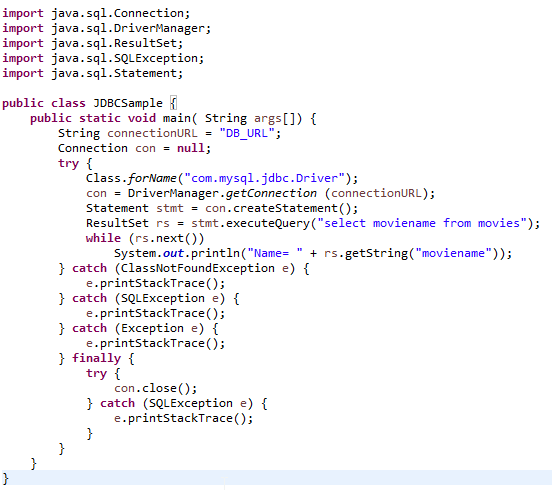 import java.sql.Connection;
import java.sql.DriverManager;
import java.sql.ResultSet;
import java.sql.SQLException;
import java.sql.Statement;

public class JDBCSample {
    public static void main( String args[]) {
        String connectionURL = "DB_URL";
        Connection con = null;
        try {
            Class.forName("com.mysql.jdbc.Driver");
            con = DriverManager.getConnection (connectionURL);
            Statement stmt = con.createStatement();
            ResultSet rs = stmt.executeQuery("select moviename from movies");
            while (rs.next())
                System.out.println("Name= " + rs.getString("moviename"));
        } catch (ClassNotFoundException e) {
            e.printStackTrace();
        } catch (SQLException e) {
            e.printStackTrace();
        } catch (Exception e) {
            e.printStackTrace();
        } finally {
            try {
                con.close();
            } catch (SQLException e) {
                e.printStackTrace();
            }
        }
    }
}